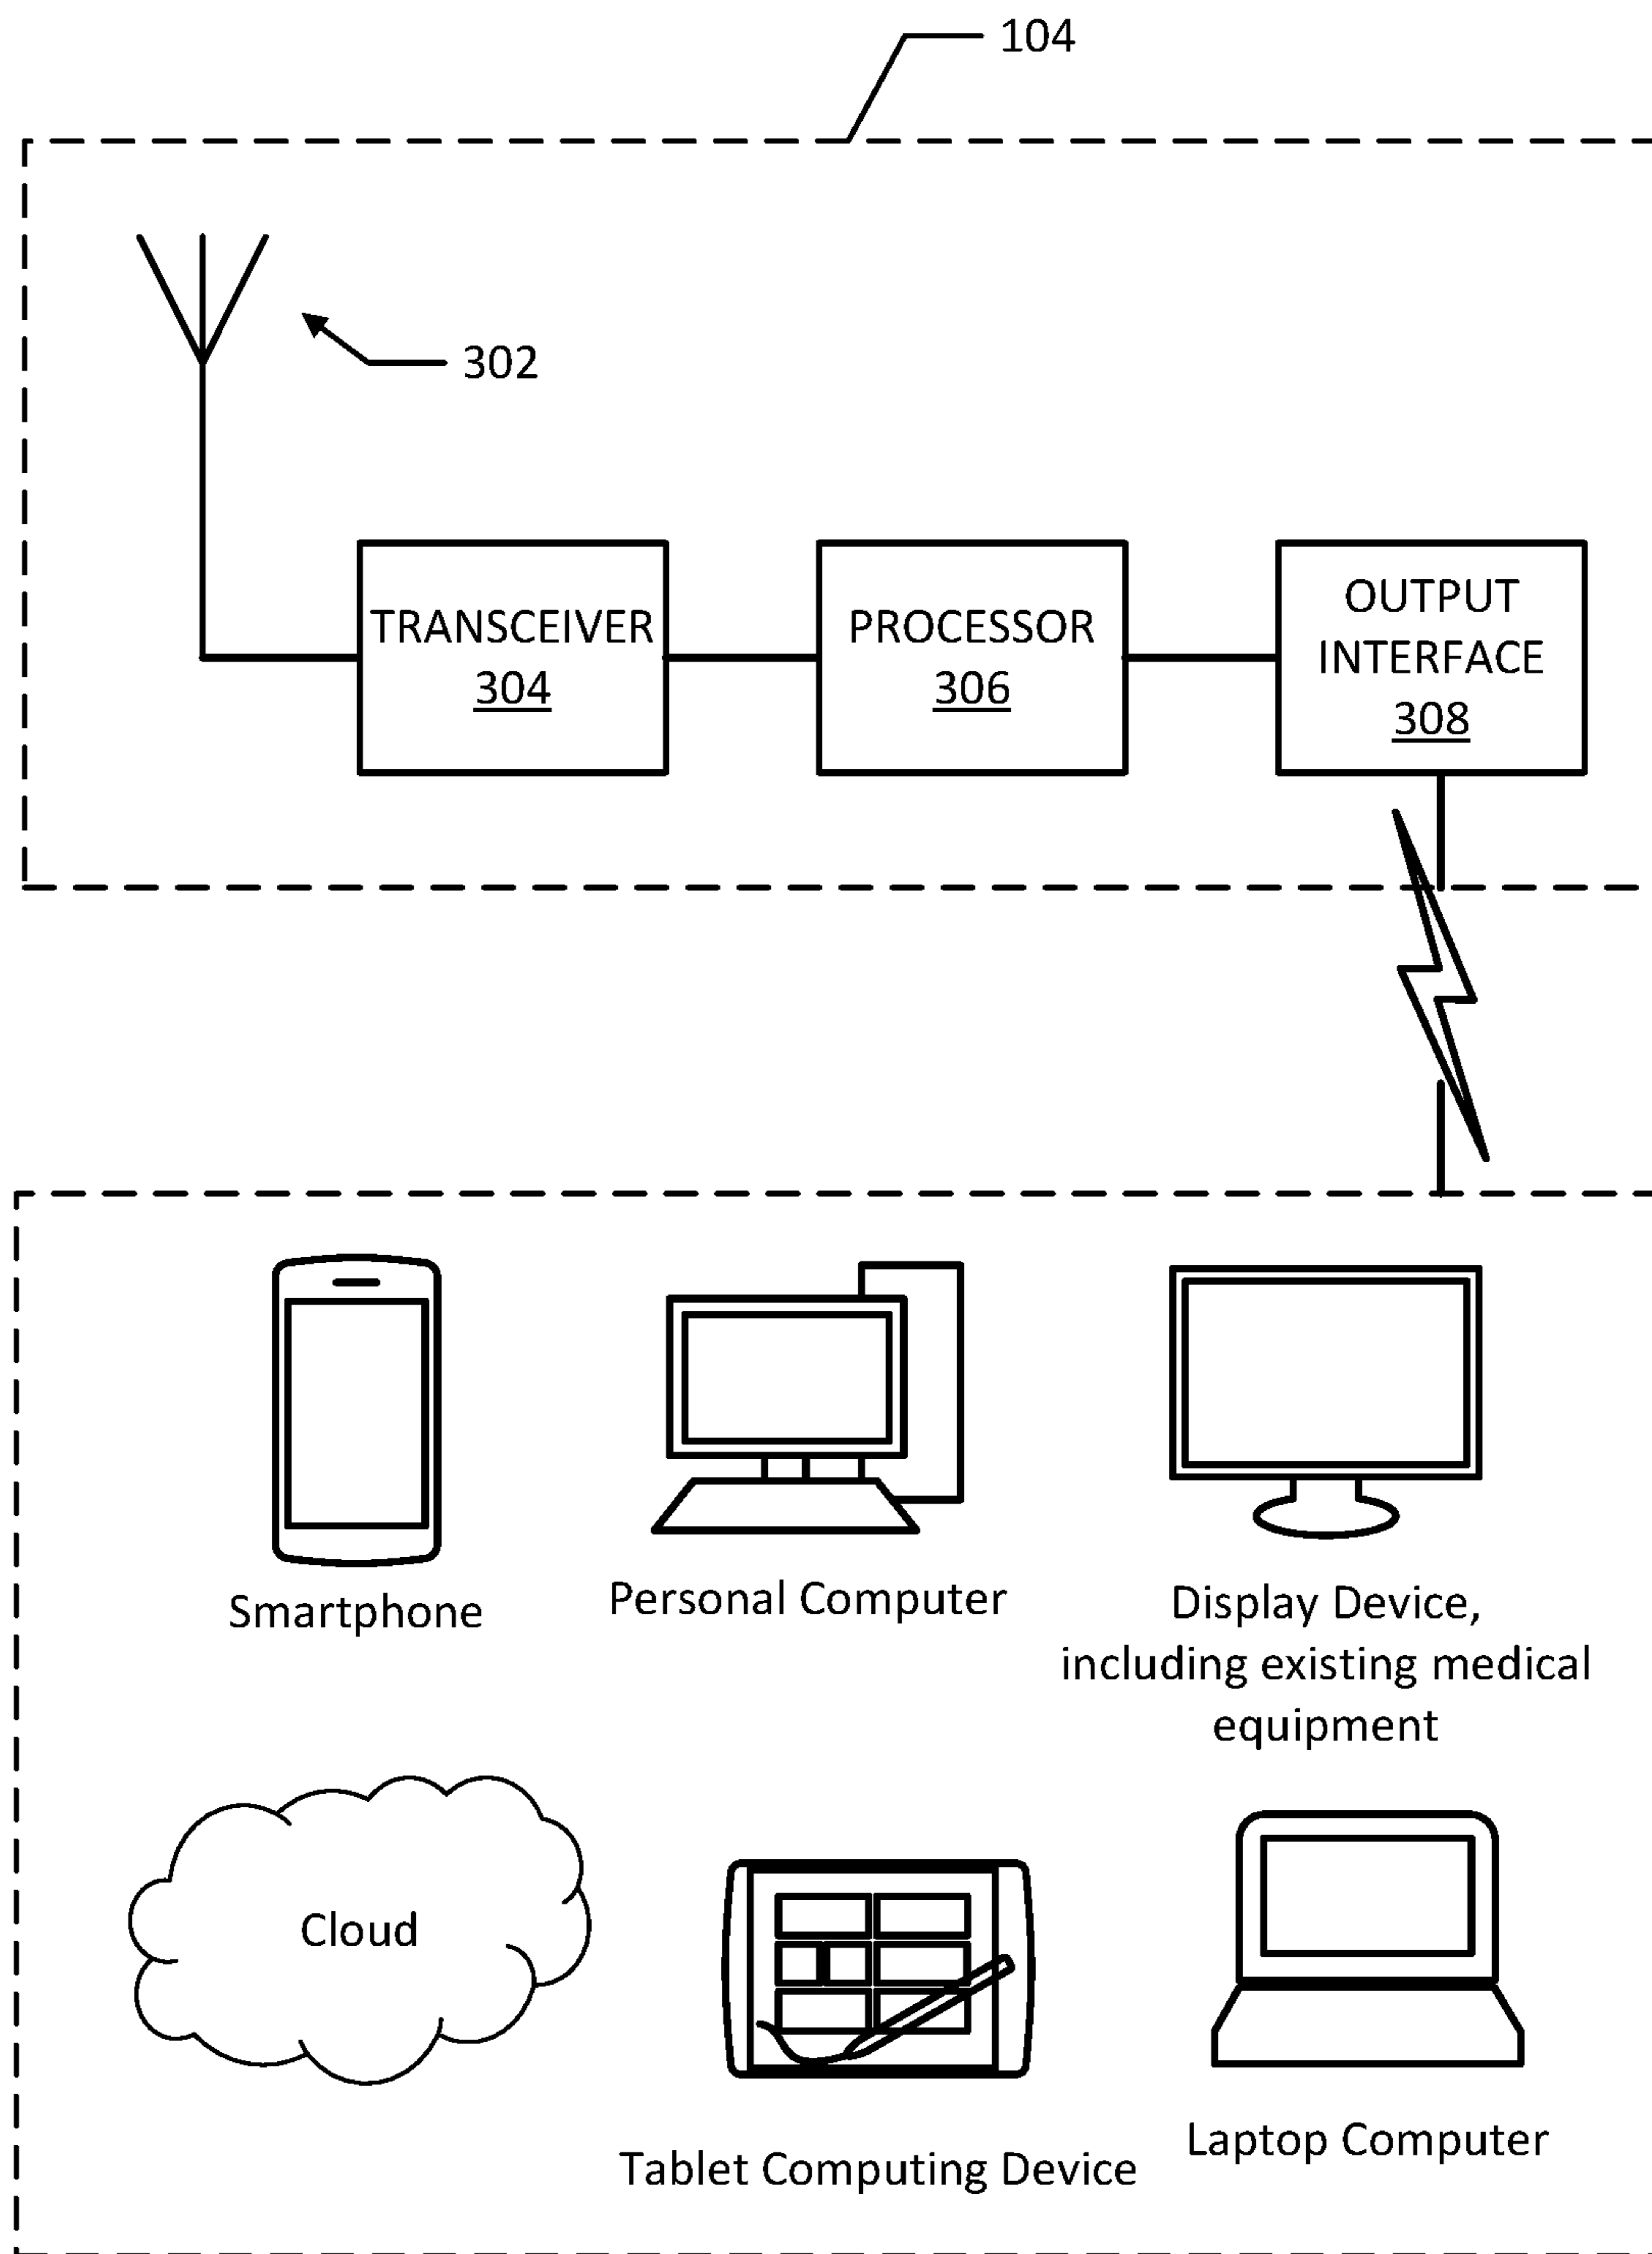 104
302
TRANSCEIVER
304
PROCESSOR
306
OUTPUT
INTERFACE
308
Smartphone
Personal Computer
Display Device,
including existing medical
equipment
Cloud
Tablet Computing Device
Laptop Computer